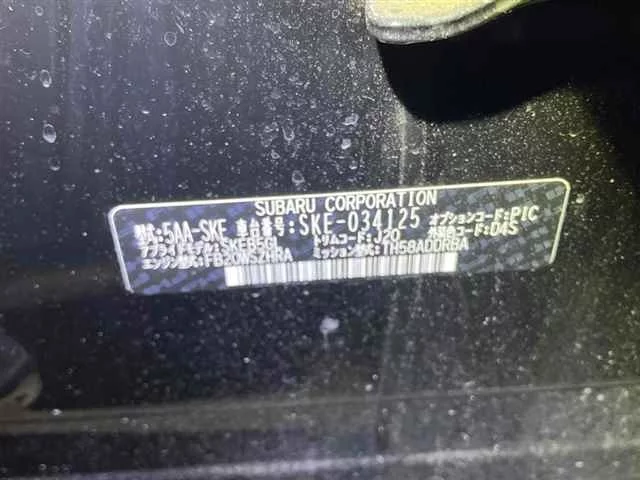 SUBARU CORPORATION
型式:5AA-SKE 車台番号:SKE-034125 オプションコード:PIC
アプライドモデル:SKEB5GL トリムコード:J20 外装色コード:D4S
エンジン型式:FB20WSZHRA ミッション型式:TH58ADDRBA